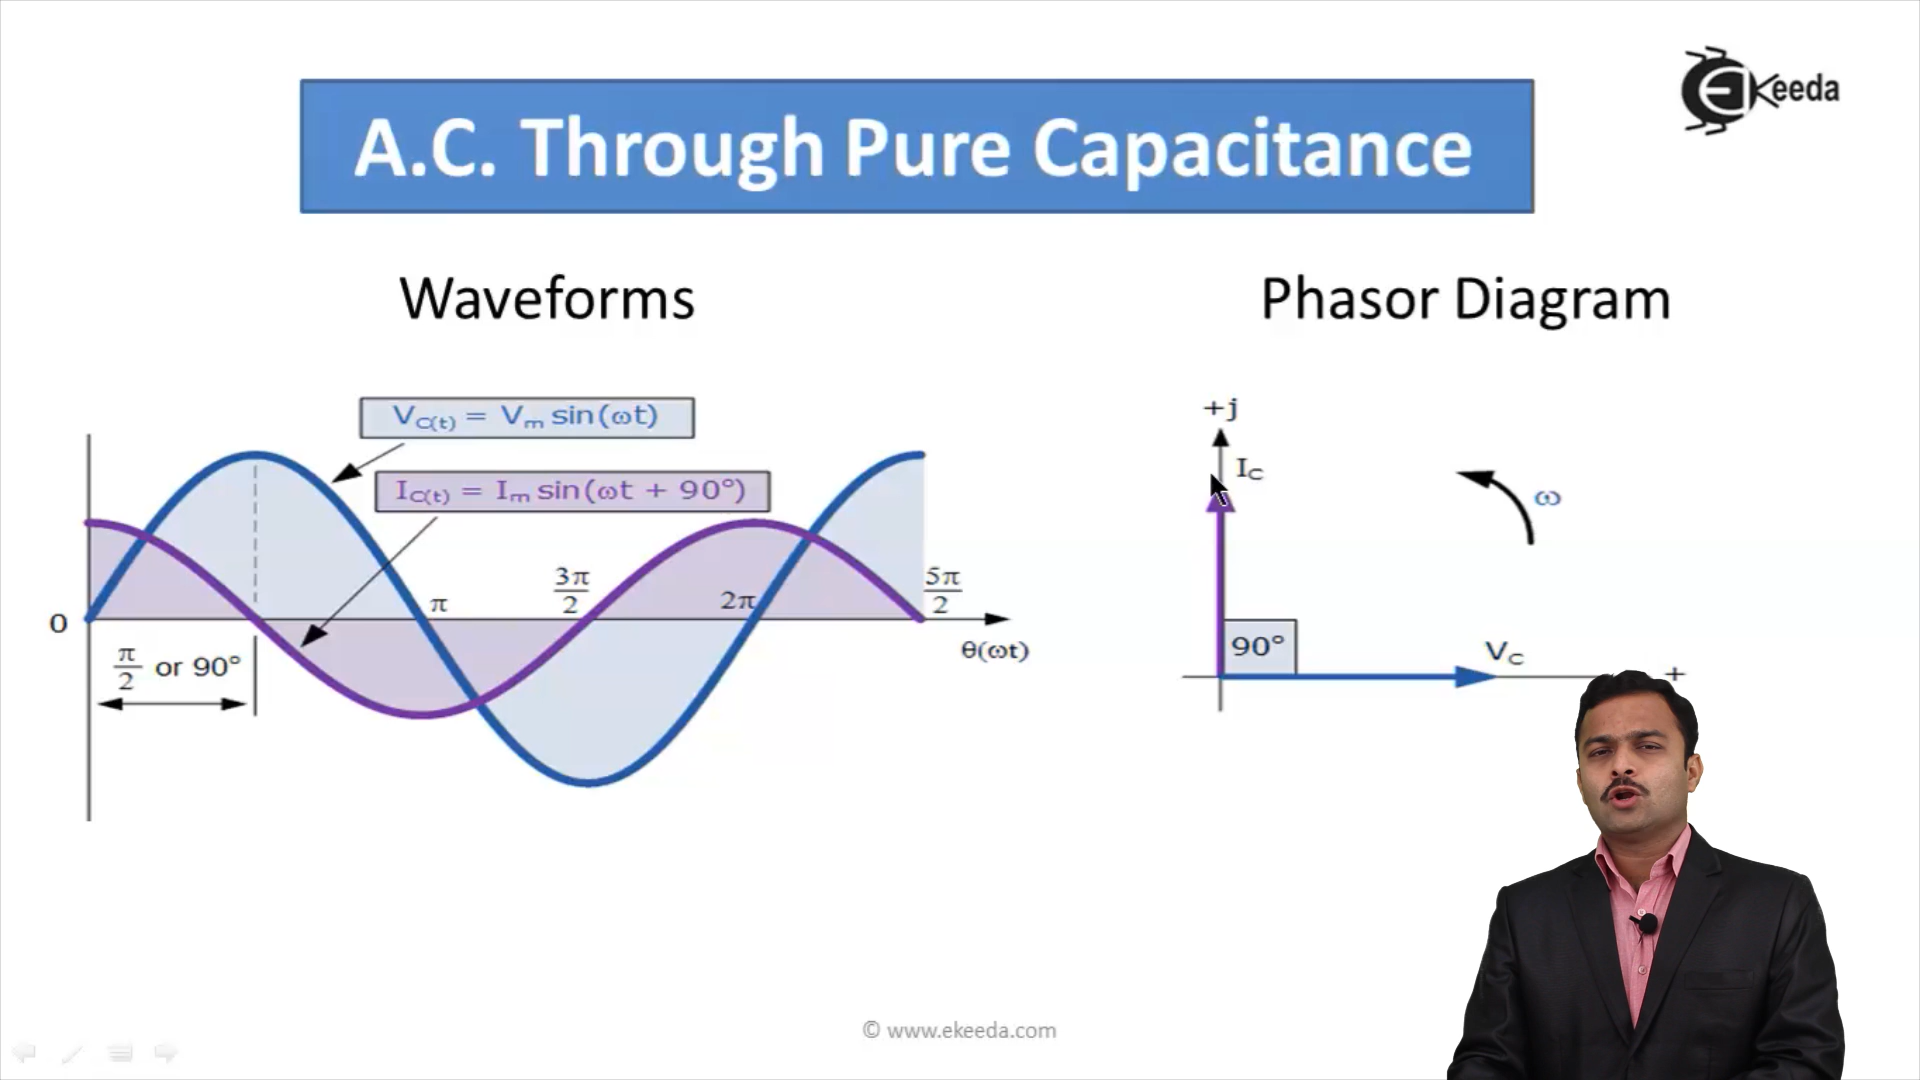 Ekeeda
A.C. Through Pure Capacitance
Waveforms
Phasor Diagram
V_C(t) = V_m sin(ωt)
I_C(t) = I_m sin(ωt + 90°)
0
π/2 or 90°
π
3π/2
2π
5π/2
θ(ωt)
+j
I_C
ω
90°
V_C
+
© www.ekeeda.com